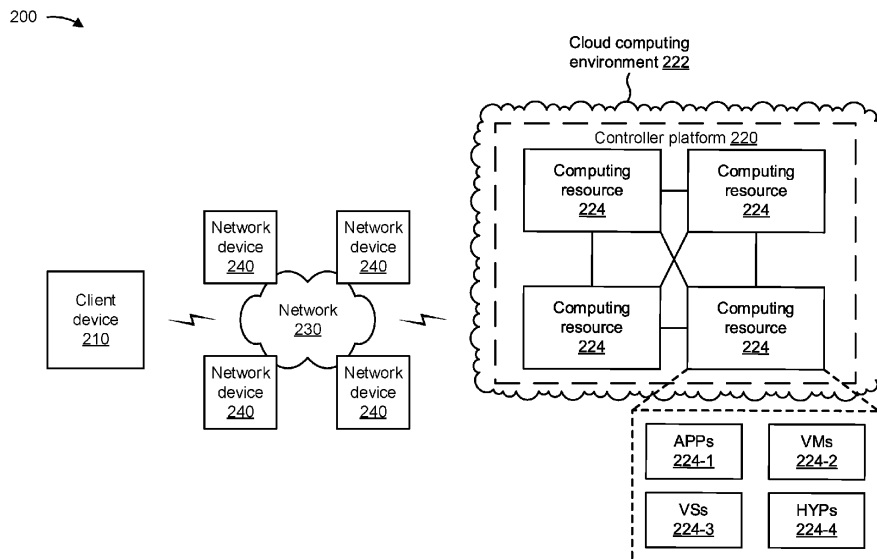 200
Cloud computing
environment 222
Controller platform 220
Computing
resource
224
Computing
resource
224
Computing
resource
224
Computing
resource
224
Network
device
240
Network
device
240
Client
device
210
Network
230
Network
device
240
Network
device
240
APPs
224-1
VMs
224-2
VSs
224-3
HYPs
224-4